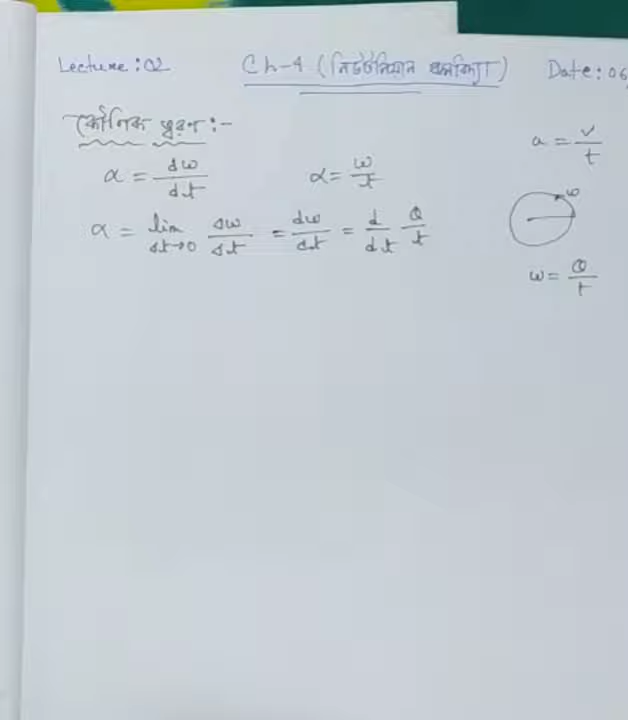 Lecture : 02 Ch-4 (নিউটনিয়ান বলবিদ্যা) Date : 06
কৌণিক ত্বরণ :-
a = v/t
α = dω/dt α = ω/t
ω
α = lim Δt→0 Δω/Δt = dω/dt = d/dt θ/t
ω = θ/t